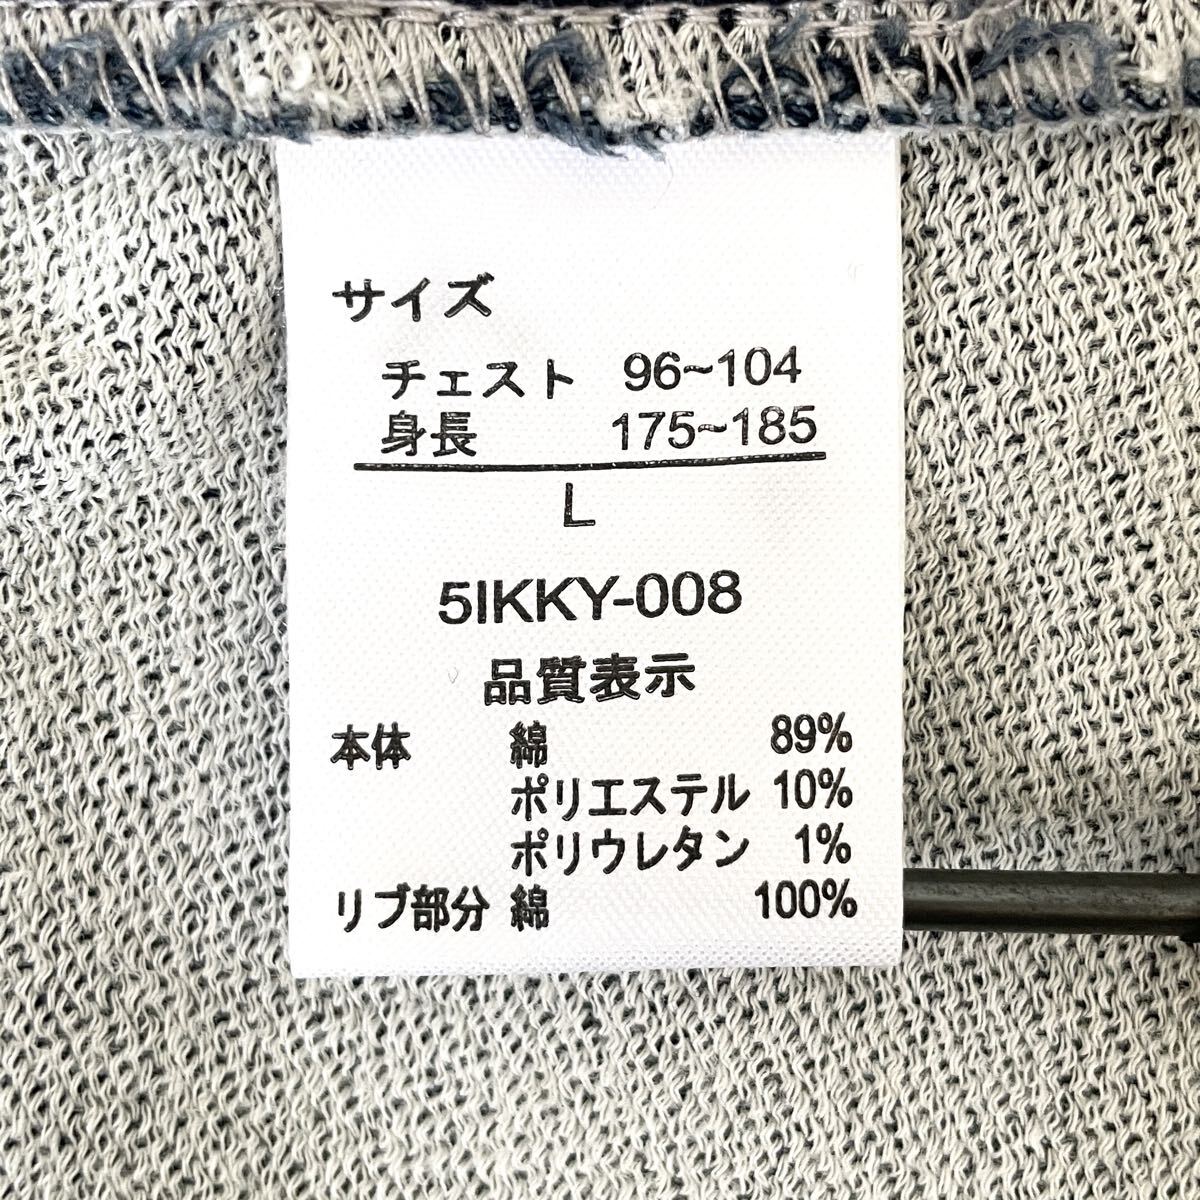 サイズ
チェスト 96~104
身長 175~185
L
5IKKY-008
品質表示
本体 綿 89%
ポリエステル 10%
ポリウレタン 1%
リブ部分 綿 100%